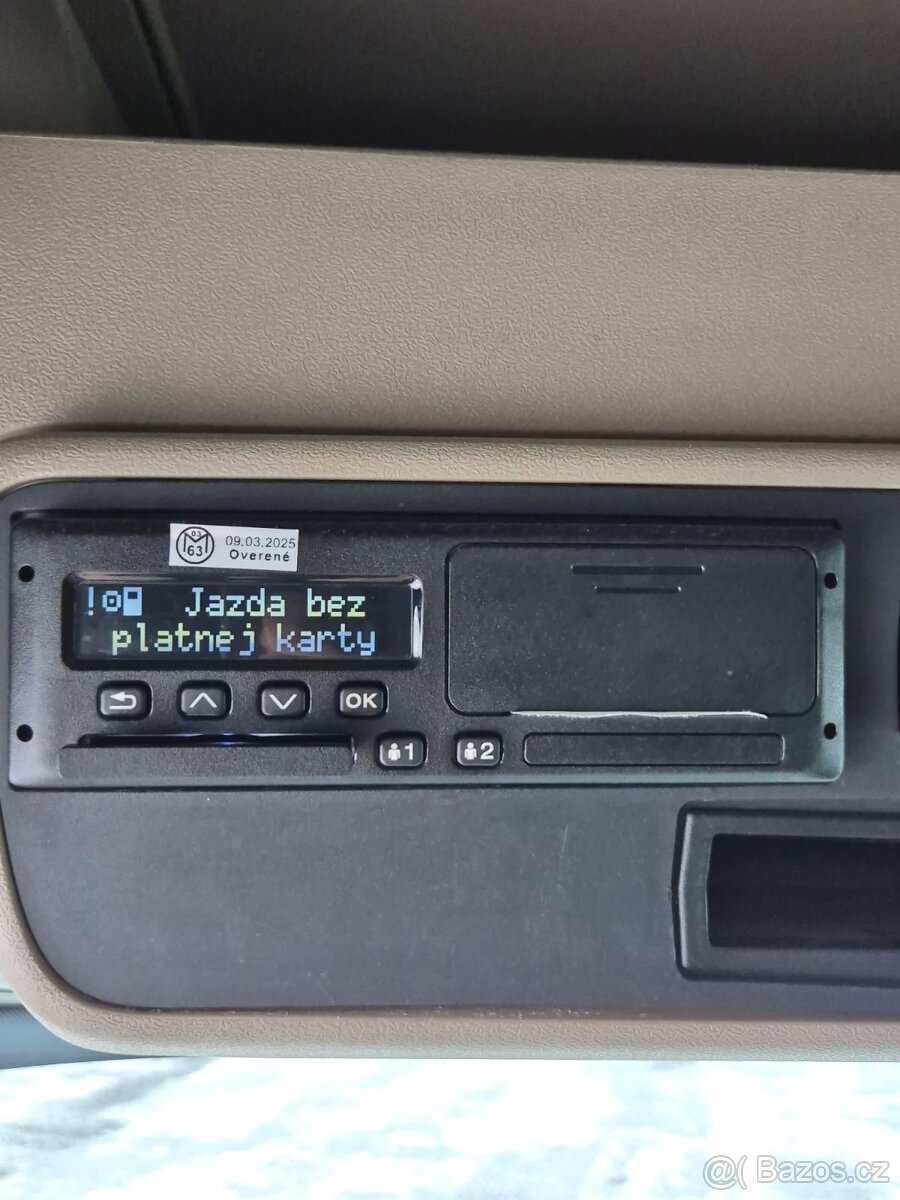 03
M
63
09.03.2025
Overené
! Jazda bez
platnej karty
OK
1
2
@( Bazos.cz